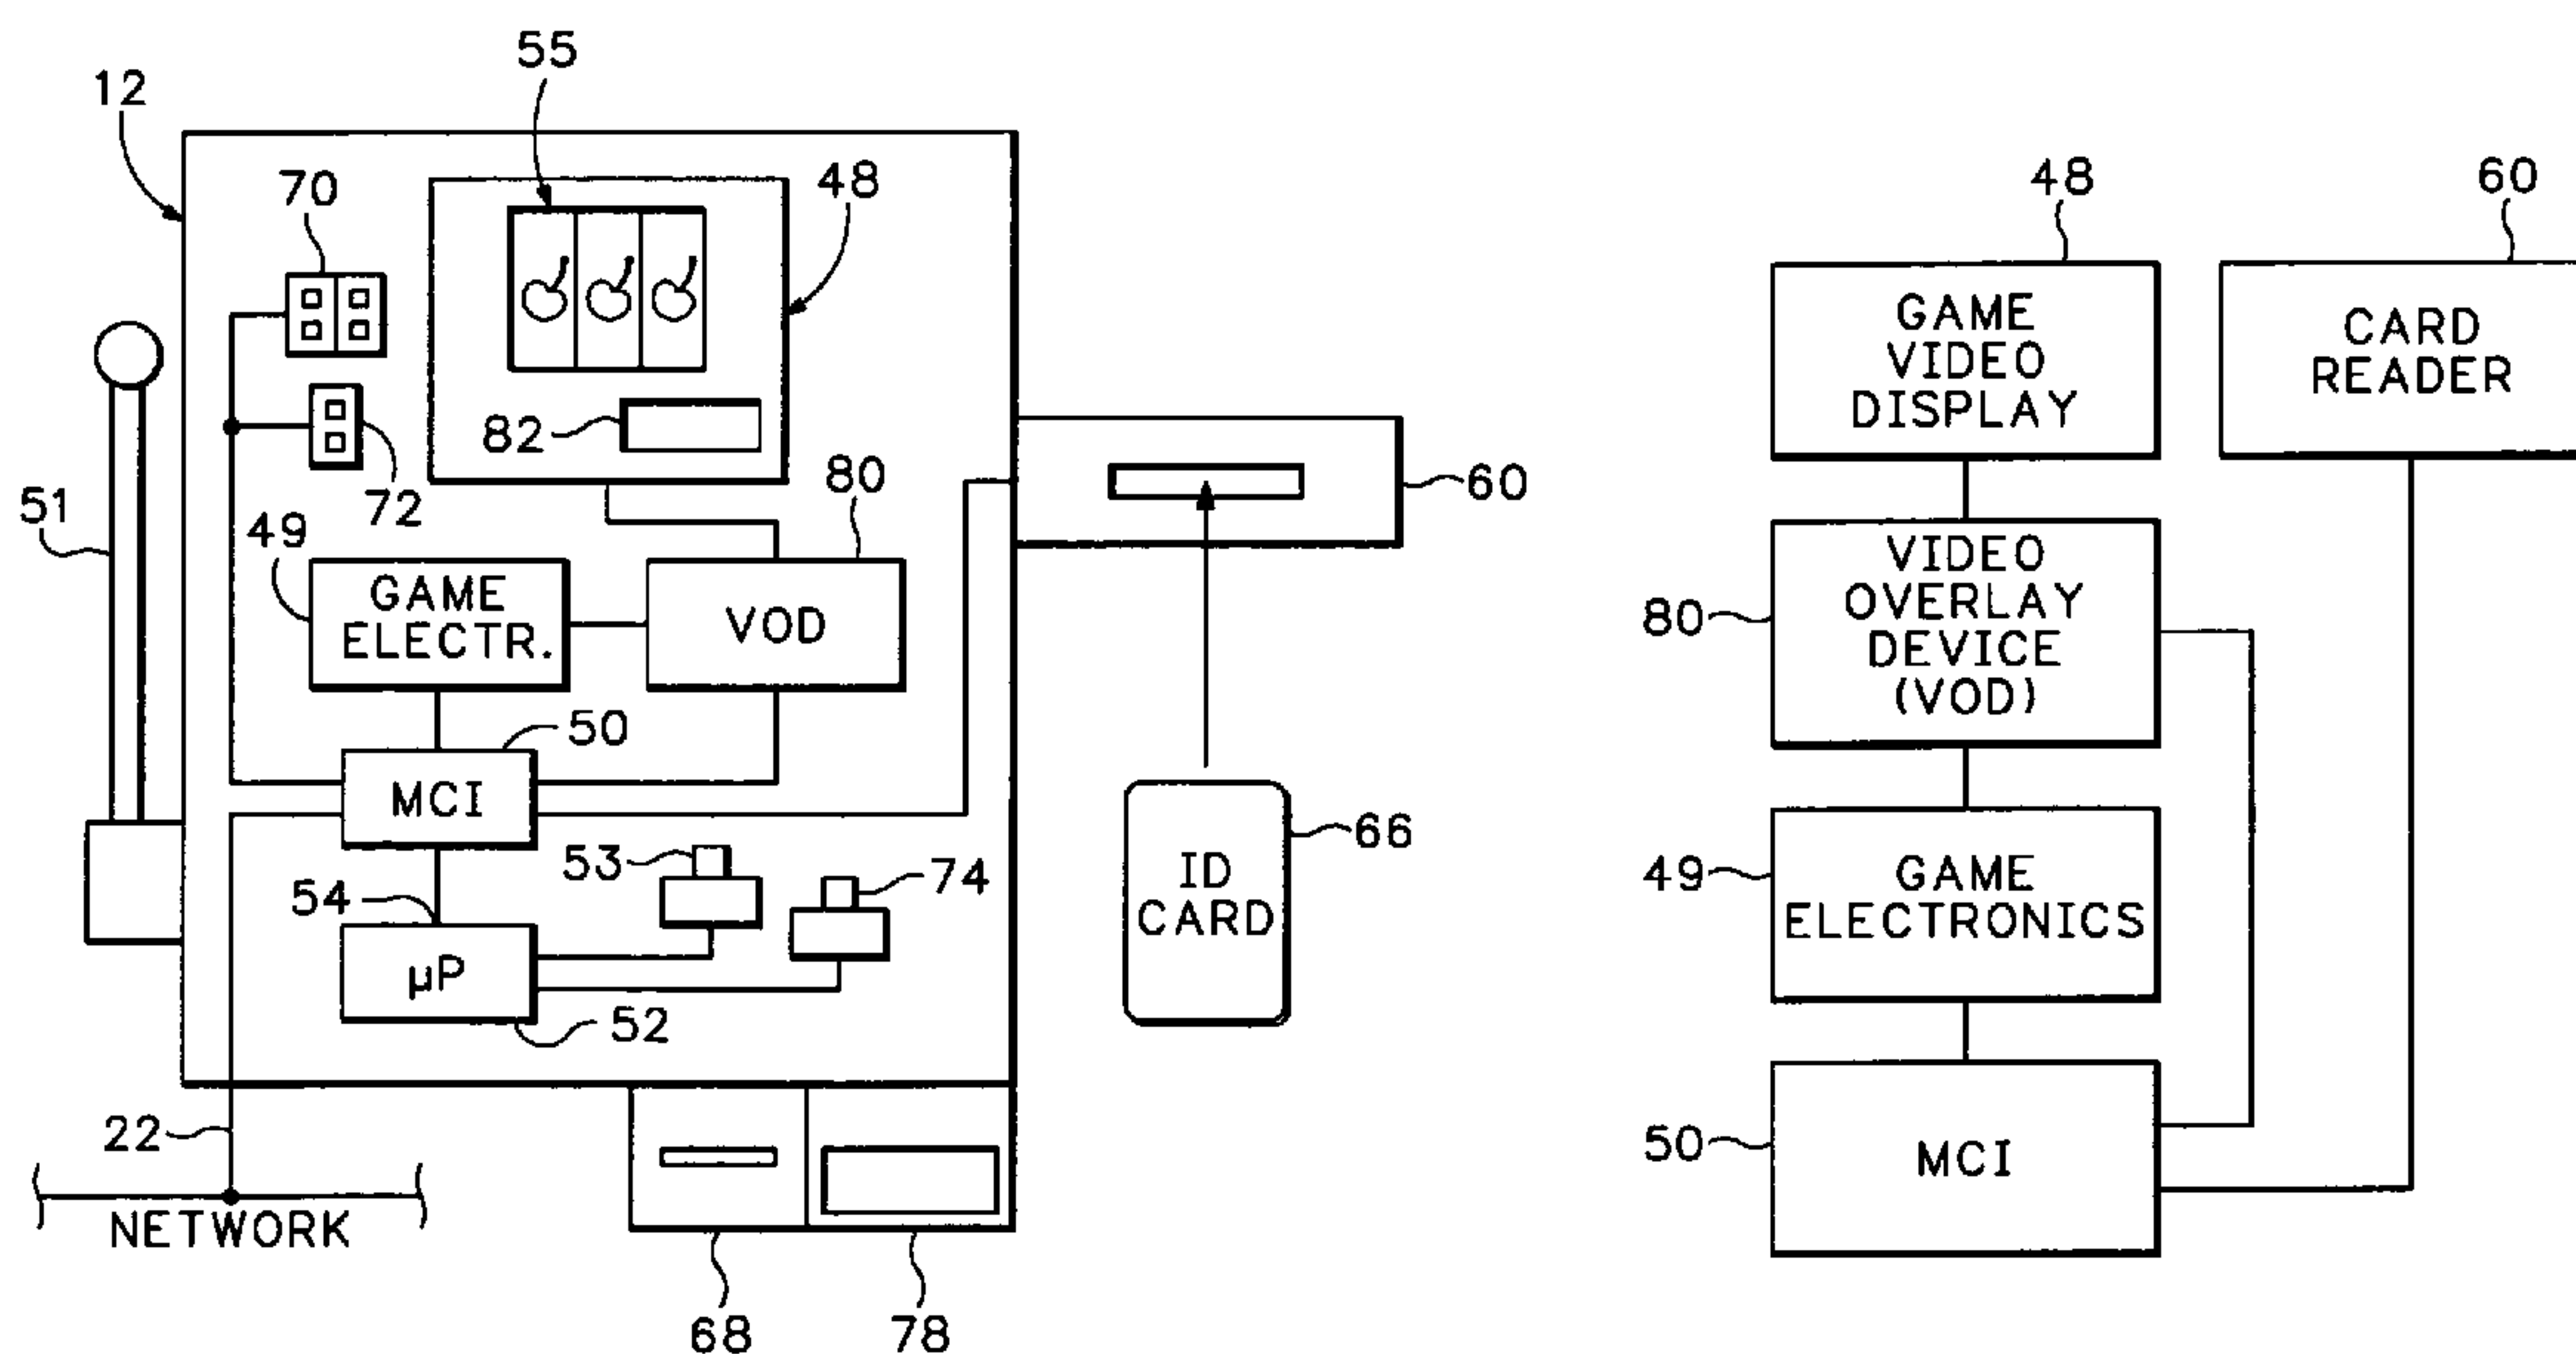 55
12
70
48
82
72
80
51
49
GAME
ELECTR.
VOD
60
50
MCI
53
74
54
µP
52
66
ID
CARD
22
NETWORK
68
78
48
60
GAME
VIDEO
DISPLAY
CARD
READER
80
VIDEO
OVERLAY
DEVICE
(VOD)
49
GAME
ELECTRONICS
50
MCI